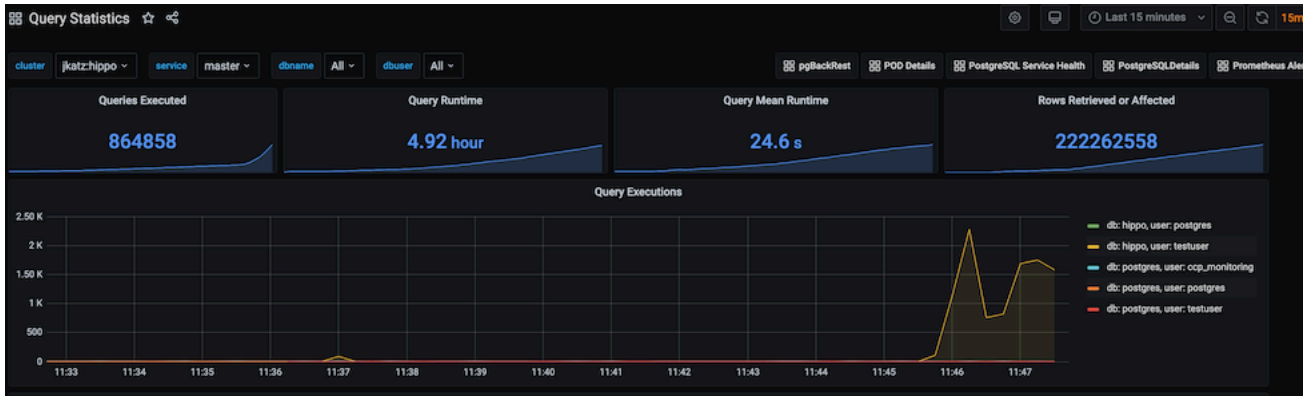 Query Statistics
Last 15 minutes
15m
cluster jkatz:hippo service master dbname All dbuser All
pgBackRest POD Details PostgreSQL Service Health PostgreSQLDetails Prometheus Aler
Queries Executed Query Runtime Query Mean Runtime Rows Retrieved or Affected
864858 4.92 hour 24.6 s 222262558
Query Executions
2.50 K
2 K
1.50 K
1 K
500
0
11:33 11:34 11:35 11:36 11:37 11:38 11:39 11:40 11:41 11:42 11:43 11:44 11:45 11:46 11:47
db: hippo, user: postgres
db: hippo, user: testuser
db: postgres, user: ccp_monitoring
db: postgres, user: postgres
db: postgres, user: testuser